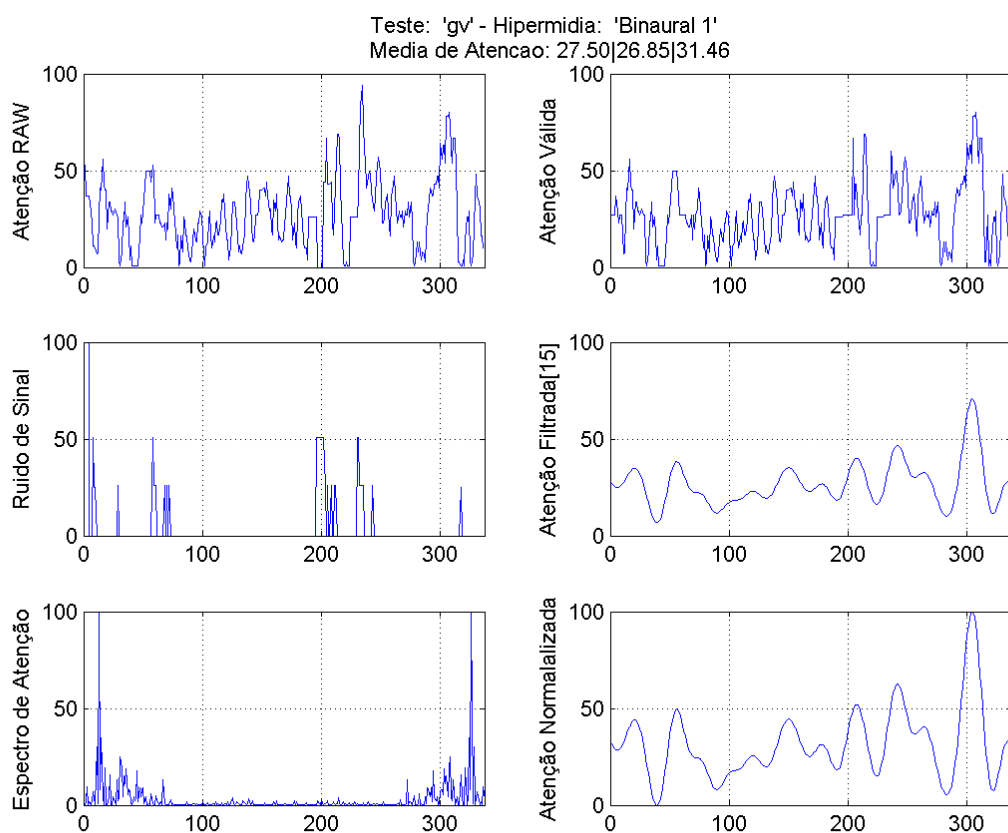 Teste:  'gv' - Hipermidia:  'Binaural 1'
Media de Atencao: 27.50|26.85|31.46
Atenção RAW
100
50
0
0 100 200 300
Atenção Válida
100
50
0
0 100 200 300
Ruido de Sinal
100
50
0
0 100 200 300
Atenção Filtrada[15]
100
50
0
0 100 200 300
Espectro de Atenção
100
50
0
0 100 200 300
Atenção Normalalizada
100
50
0
0 100 200 300